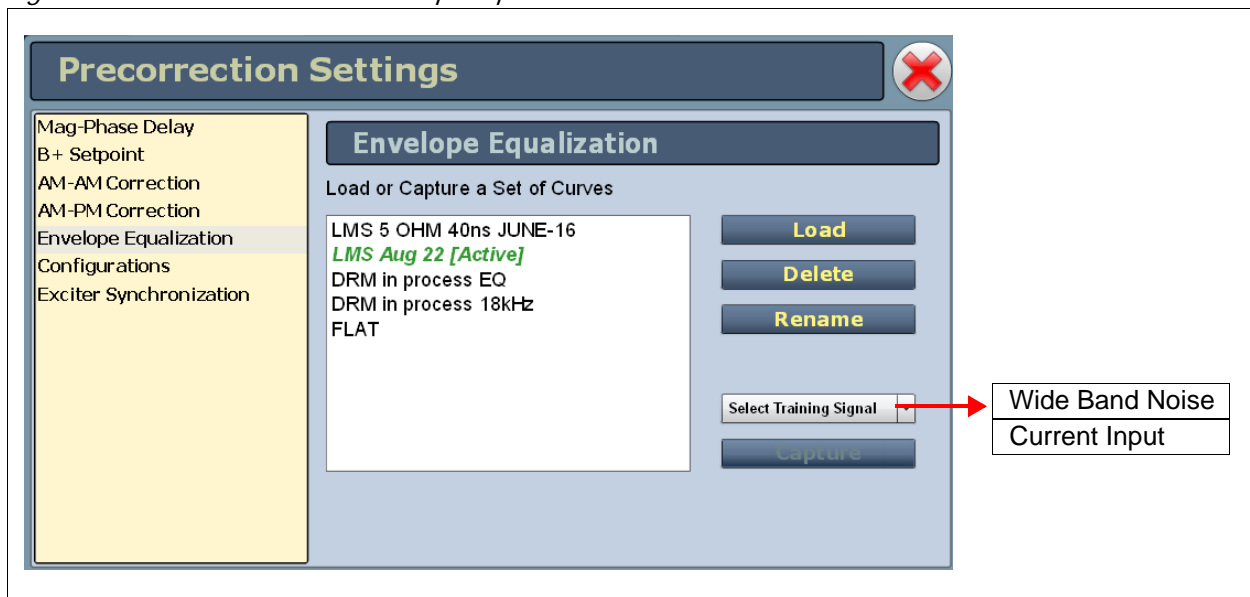 Precorrection Settings
Mag-Phase Delay
B+ Setpoint
AM-AM Correction
AM-PM Correction
Envelope Equalization
Configurations
Exciter Synchronization
Envelope Equalization
Load or Capture a Set of Curves
LMS 5 OHM 40ns JUNE-16
LMS Aug 22 [Active]
DRM in process EQ
DRM in process 18kHz
FLAT
Load
Delete
Rename
Select Training Signal
Capture
Wide Band Noise
Current Input